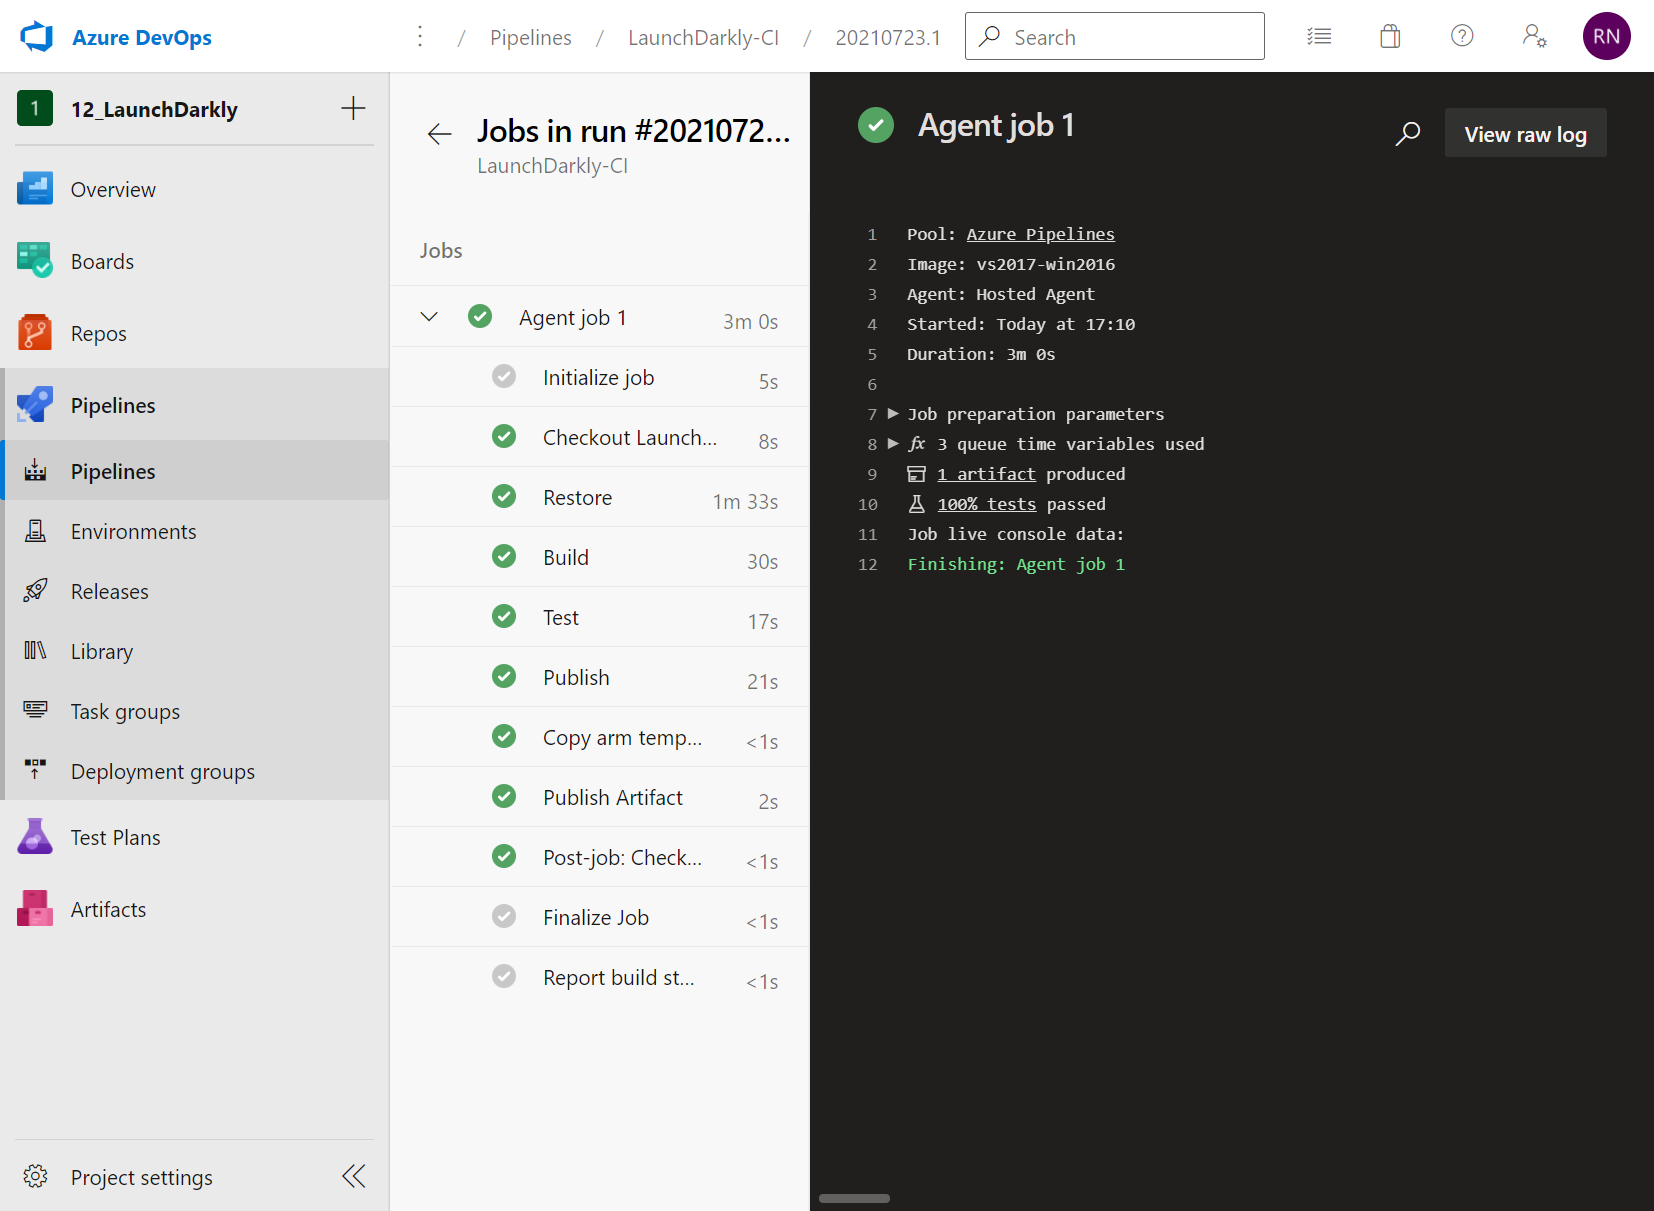 Azure DevOps
/ Pipelines / LaunchDarkly-CI / 20210723.1
Search
RN
1
12_LaunchDarkly
Overview
Boards
Repos
Pipelines
Pipelines
Environments
Releases
Library
Task groups
Deployment groups
Test Plans
Artifacts
Project settings
Jobs in run #2021072...
LaunchDarkly-CI
Jobs
Agent job 1 3m 0s
Initialize job 5s
Checkout Launch... 8s
Restore 1m 33s
Build 30s
Test 17s
Publish 21s
Copy arm temp... <1s
Publish Artifact 2s
Post-job: Check... <1s
Finalize Job <1s
Report build st... <1s
Agent job 1
View raw log
1 Pool: Azure Pipelines
2 Image: vs2017-win2016
3 Agent: Hosted Agent
4 Started: Today at 17:10
5 Duration: 3m 0s
6
7 Job preparation parameters
8 fx 3 queue time variables used
9 1 artifact produced
10 100% tests passed
11 Job live console data:
12 Finishing: Agent job 1